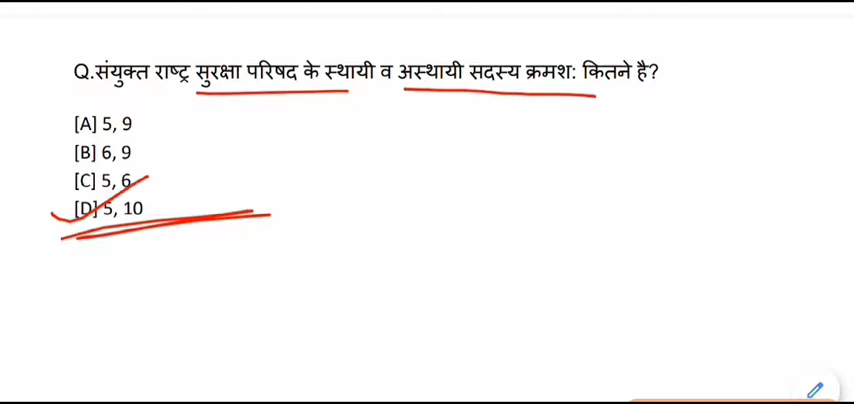 Q.संयुक्त राष्ट्र सुरक्षा परिषद के स्थायी व अस्थायी सदस्य क्रमश: कितने है?
[A] 5, 9
[B] 6, 9
[C] 5, 6
[D] 5, 10